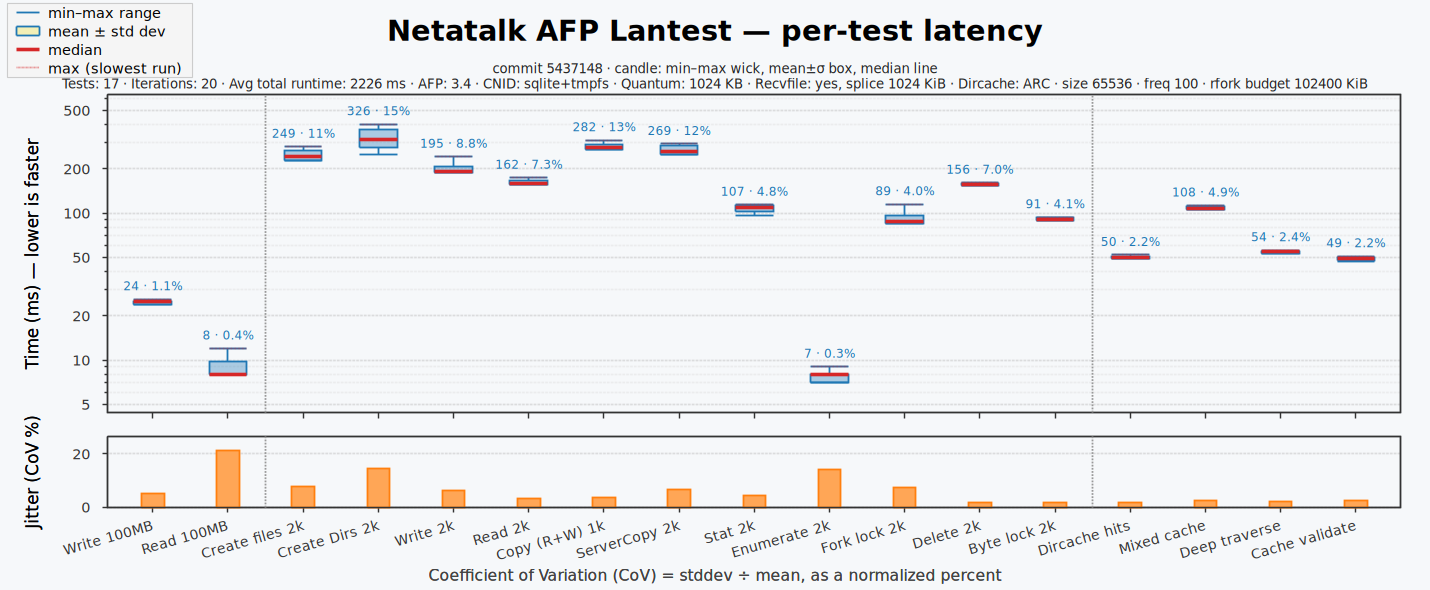 min–max range
mean ± std dev
median
max (slowest run)
Netatalk AFP Lantest — per-test latency
commit 5437148 · candle: min–max wick, mean±σ box, median line
Tests: 17 · Iterations: 20 · Avg total runtime: 2226 ms · AFP: 3.4 · CNID: sqlite+tmpfs · Quantum: 1024 KB · Recvfile: yes, splice 1024 KiB · Dircache: ARC · size 65536 · freq 100 · rfork budget 102400 KiB
Time (ms) — lower is faster
500
200
100
50
20
10
5
24 · 1.1%
8 · 0.4%
249 · 11%
326 · 15%
195 · 8.8%
162 · 7.3%
282 · 13%
269 · 12%
107 · 4.8%
7 · 0.3%
89 · 4.0%
156 · 7.0%
91 · 4.1%
50 · 2.2%
108 · 4.9%
54 · 2.4%
49 · 2.2%
Jitter (CoV %)
20
0
Write 100MB
Read 100MB
Create files 2k
Create Dirs 2k
Write 2k
Read 2k
Copy (R+W) 1k
ServerCopy 2k
Stat 2k
Enumerate 2k
Fork lock 2k
Delete 2k
Byte lock 2k
Dircache hits
Mixed cache
Deep traverse
Cache validate
Coefficient of Variation (CoV) = stddev ÷ mean, as a normalized percent